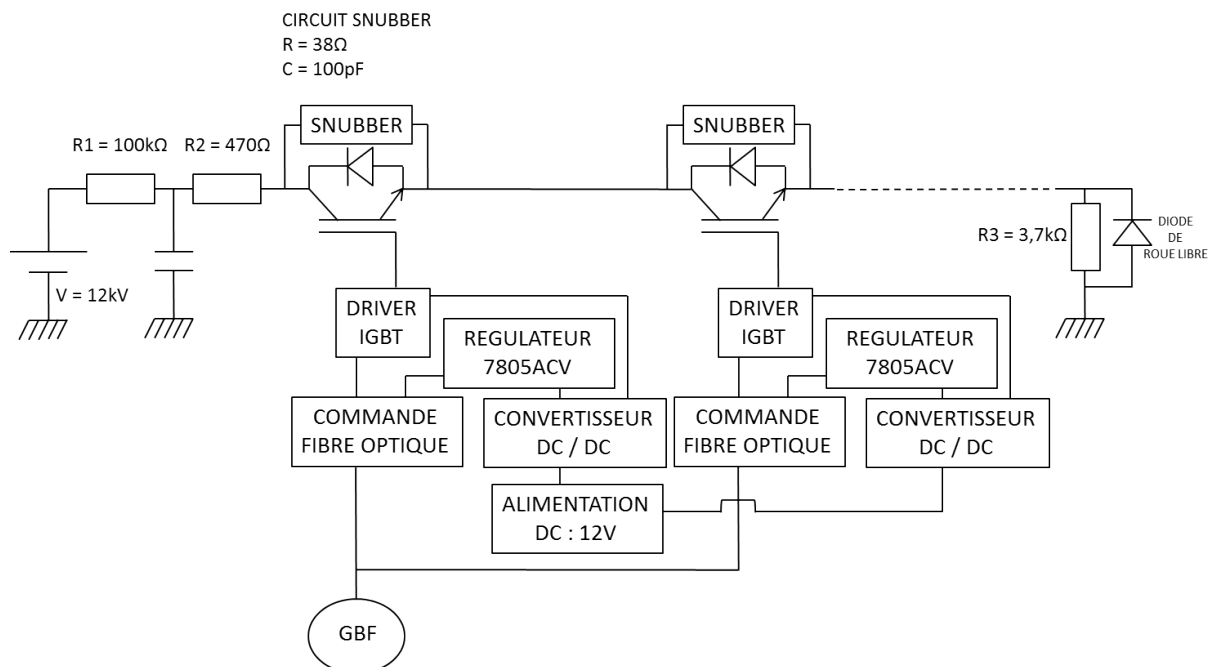 CIRCUIT SNUBBER
R = 38Ω
C = 100pF
SNUBBER
SNUBBER
R1 = 100kΩ
R2 = 470Ω
V = 12kV
R3 = 3,7kΩ
DIODE
DE
ROUE LIBRE
DRIVER
IGBT
REGULATEUR
7805ACV
DRIVER
IGBT
REGULATEUR
7805ACV
COMMANDE
FIBRE OPTIQUE
CONVERTISSEUR
DC / DC
COMMANDE
FIBRE OPTIQUE
CONVERTISSEUR
DC / DC
ALIMENTATION
DC : 12V
GBF